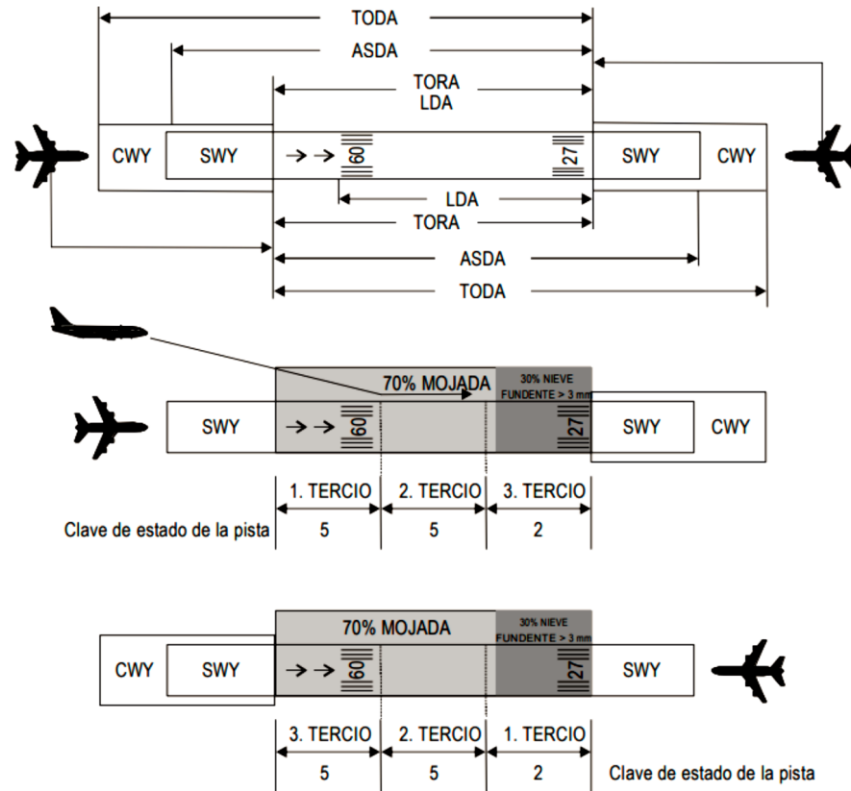 TODA
ASDA
TORA
LDA
CWY
SWY
09
27
SWY
CWY
LDA
TORA
ASDA
TODA
70% MOJADA
30% NIEVE
FUNDENTE > 3 mm
SWY
09
27
SWY
CWY
1. TERCIO
2. TERCIO
3. TERCIO
Clave de estado de la pista
5
5
2
70% MOJADA
30% NIEVE
FUNDENTE > 3 mm
CWY
SWY
09
27
SWY
3. TERCIO
2. TERCIO
1. TERCIO
5
5
2
Clave de estado de la pista